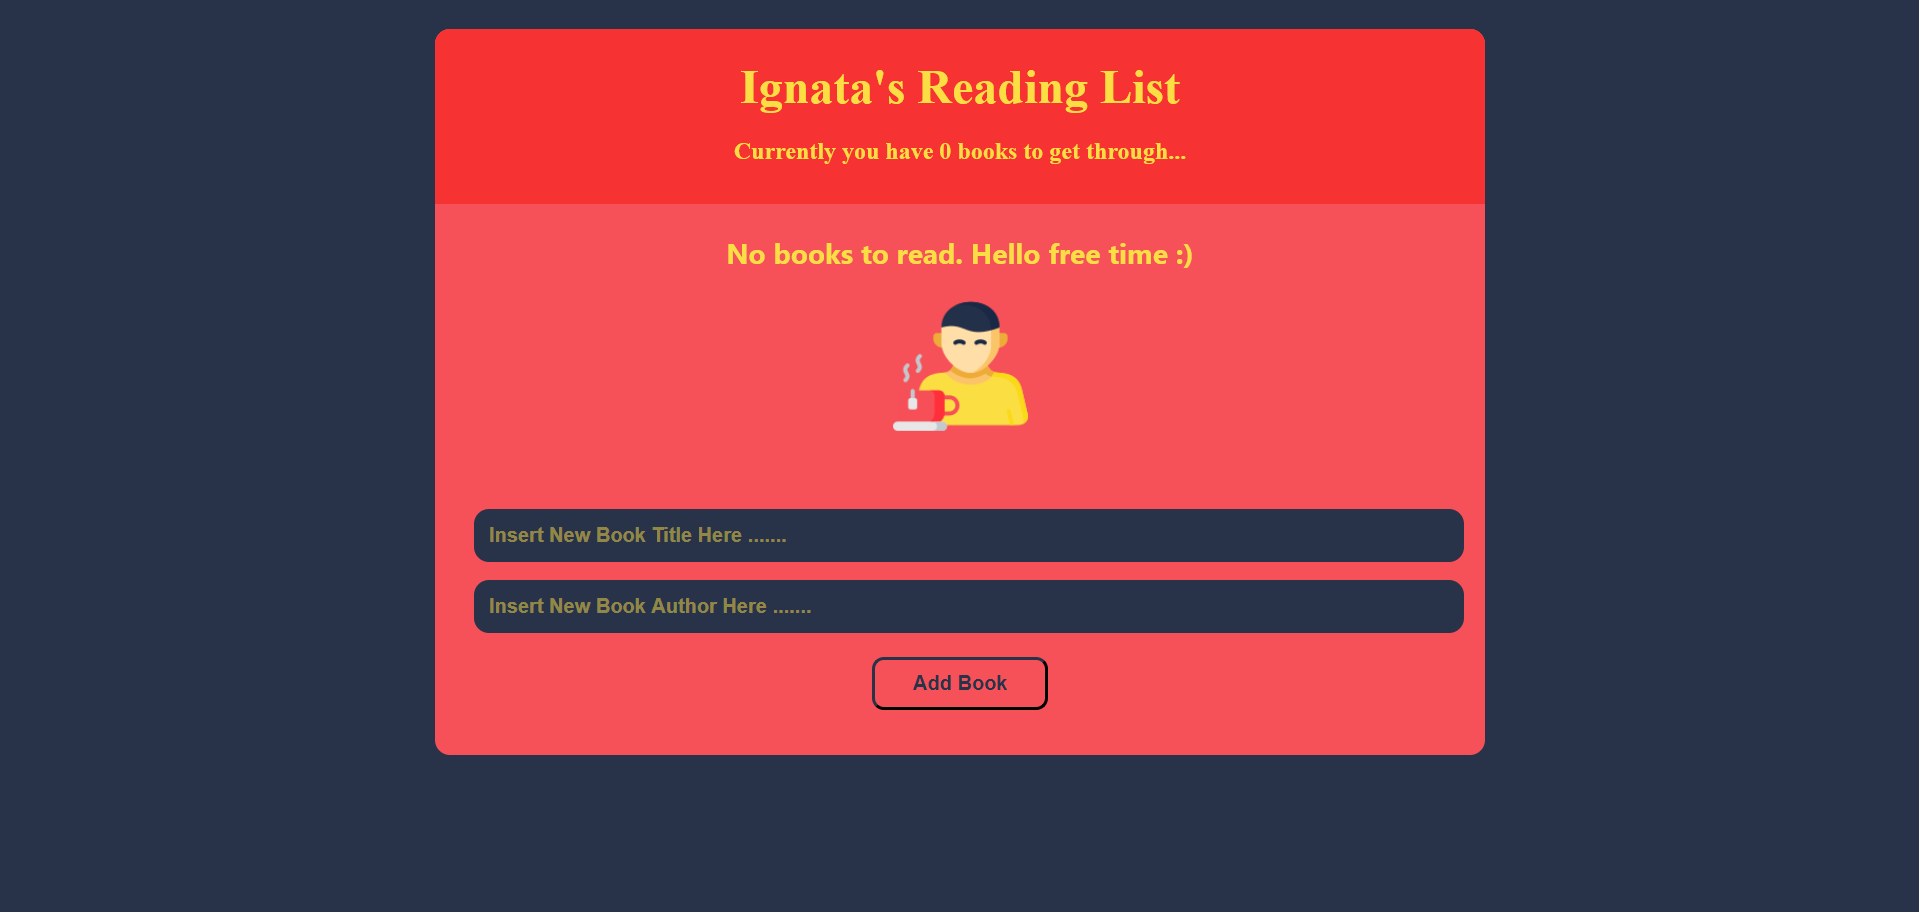 Ignata's Reading List
Currently you have 0 books to get through...
No books to read. Hello free time :)
Insert New Book Title Here .......
Insert New Book Author Here .......
Add Book